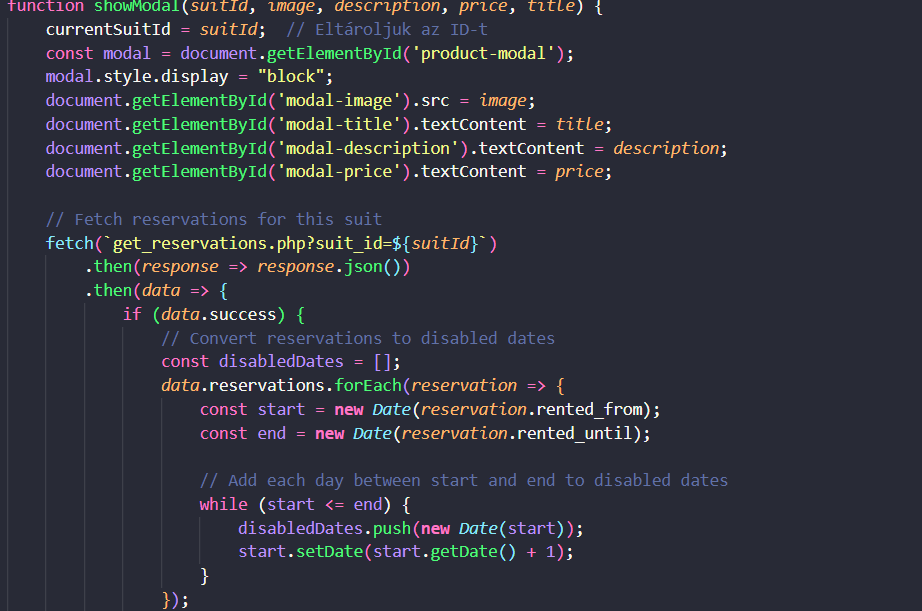 function showModal(suitId, image, description, price, title) {
    currentSuitId = suitId;  // Eltároljuk az ID-t
    const modal = document.getElementById('product-modal');
    modal.style.display = "block";
    document.getElementById('modal-image').src = image;
    document.getElementById('modal-title').textContent = title;
    document.getElementById('modal-description').textContent = description;
    document.getElementById('modal-price').textContent = price;

    // Fetch reservations for this suit
    fetch(`get_reservations.php?suit_id=${suitId}`)
        .then(response => response.json())
        .then(data => {
            if (data.success) {
                // Convert reservations to disabled dates
                const disabledDates = [];
                data.reservations.forEach(reservation => {
                    const start = new Date(reservation.rented_from);
                    const end = new Date(reservation.rented_until);

                    // Add each day between start and end to disabled dates
                    while (start <= end) {
                        disabledDates.push(new Date(start));
                        start.setDate(start.getDate() + 1);
                    }
                });